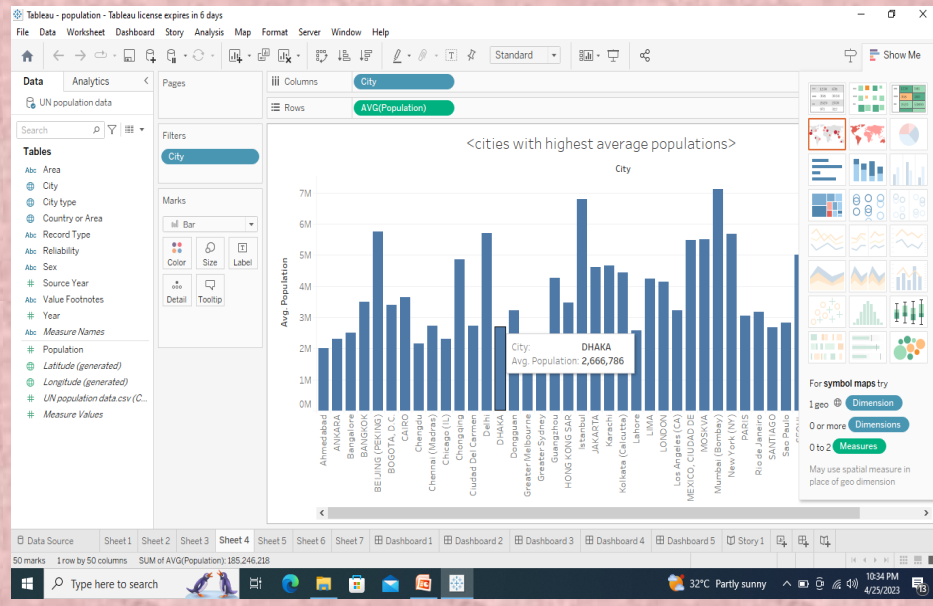 Tableau - population - Tableau license expires in 6 days
File Data Worksheet Dashboard Story Analysis Map Format Server Window Help
Standard
Show Me
Data Analytics
UN population data
Search
Tables
Abc Area
City
City type
Country or Area
Abc Record Type
Abc Reliability
Abc Sex
# Source Year
Abc Value Footnotes
# Year
Abc Measure Names
# Population
Latitude (generated)
Longitude (generated)
# UN population data.csv (C...
# Measure Values
Pages
Filters
City
Marks
Bar
Color Size Label
Detail Tooltip
Columns City
Rows AVG(Population)
<cities with highest average populations>
City
Avg. Population
7M
6M
5M
4M
3M
2M
1M
0M
City: DHAKA
Avg. Population: 2,666,786
Ahmedabad
ANKARA
Bangalore
BANGKOK
BEIJING (PEKING)
BOGOTA, D.C.
CAIRO
Chengdu
Chennai (Madras)
Chicago (IL)
Chongqing
Ciudad Del Carmen
Delhi
DHAKA
Dongguan
Greater Melbourne
Greater Sydney
Guangzhou
HONG KONG SAR
Istanbul
JAKARTA
Karachi
Kolkata (Calcutta)
Lahore
LIMA
LONDON
Los Angeles (CA)
MEXICO, CIUDAD DE
MOSKVA
Mumbai (Bombay)
New York (NY)
PARIS
Rio de Janeiro
SANTIAGO
Sao Paulo
For symbol maps try
1 geo Dimension
0 or more Dimensions
0 to 2 Measures
May use spatial measure in
place of geo dimension
Data Source Sheet 1 Sheet 2 Sheet 3 Sheet 4 Sheet 5 Sheet 6 Sheet 7 Dashboard 1 Dashboard 2 Dashboard 3 Dashboard 4 Dashboard 5 Story 1
50 marks 1 row by 50 columns SUM of AVG(Population): 185,246,218
Type here to search
32°C Partly sunny
10:34 PM
4/25/2023
13